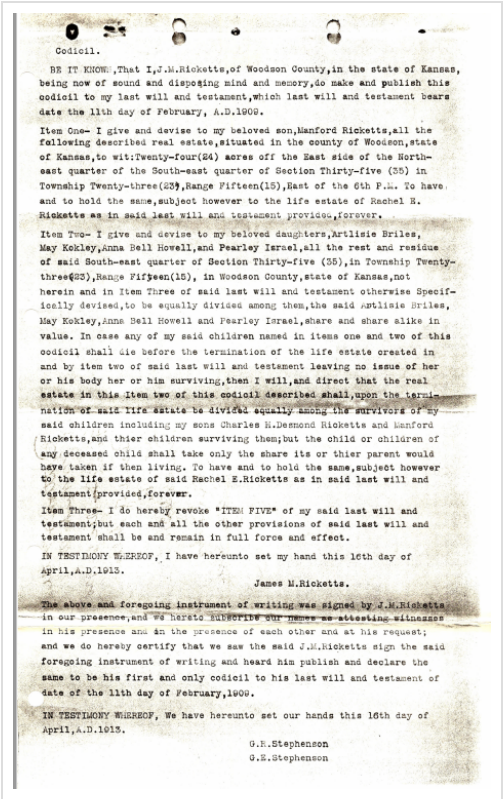 Codicil.
BE IT KNOWN,That I,J.M.Ricketts,of Woodson County,in the state of Kansas,
being now of sound and disposing mind and memory,do make and publish this
codicil to my last will and testament,which last will and testament bears
date the 11th day of February, A.D.1909.
Item One- I give and devise to my beloved son,Manford Ricketts,all the
following described real estate,situated in the county of Woodson,state
of Kansas,to wit:Twenty-four(24) acres off the East side of the North-
east quarter of the South-east quarter of Section Thirty-five (35) in
Township Twenty-three(23),Range Fifteen(15),East of the 6th P.M. To have
and to hold the same,subject however to the life estate of Rachel E.
Ricketts as in said last will and testament provided,forever.
Item Two- I give and devise to my beloved daughters,Artlisie Briles,
May Kokley,Anna Bell Howell,and Pearley Israel,all the rest and residue
of said South-east quarter of Section Thirty-five (35),in Township Twenty-
three(23),Range Fifteen(15), in Woodson County,state of Kansas,not
herein and in Item Three of said last will and testament otherwise Specif-
ically devised,to be equally divided among them,the said Artlisie Briles,
May Kokley,Anna Bell Howell and Pearley Israel,share and share alike in
value. In case any of my said children named in items one and two of this
codicil shall die before the termination of the life estate created in
and by item two of said last will and testament leaving no issue of her
or his body her or him surviving,then I will,and direct that the real
estate in this Item two of this codicil described shall,upon the termi-
nation of said life estate be divided equally among the survivors of my
said children including my sons Charles M.Desmond Ricketts and Manford
Ricketts,and thier children surviving them;but the child or children of
any deceased child shall take only the share its or thier parent would
have taken if then living. To have and to hold the same,subject however
to the life estate of said Rachel E.Ricketts as in said last will and
testament provided,forever.
Item Three- I do hereby revoke "ITEM FIVE" of my said last will and
testament;but each and all the other provisions of said last will and
testament shall be and remain in full force and effect.
IN TESTIMONY WHEREOF, I have hereunto set my hand this 16th day of
April,A.D.1913.
James M.Ricketts.
The above and foregoing instrument of writing was signed by J.M.Ricketts
in our presence,and we hereto subscribe our names as attesting witnesses
in his presence and in the presence of each other and at his request;
and we do hereby certify that we saw the said J.M.Ricketts sign the said
foregoing instrument of writing and heard him publish and declare the
same to be his first and only codicil to his last will and testament of
date of the 11th day of February,1909.
IN TESTIMONY WHEREOF, We have hereunto set our hands this 16th day of
April,A.D.1913.
G.R.Stephenson
G.E.Stephenson